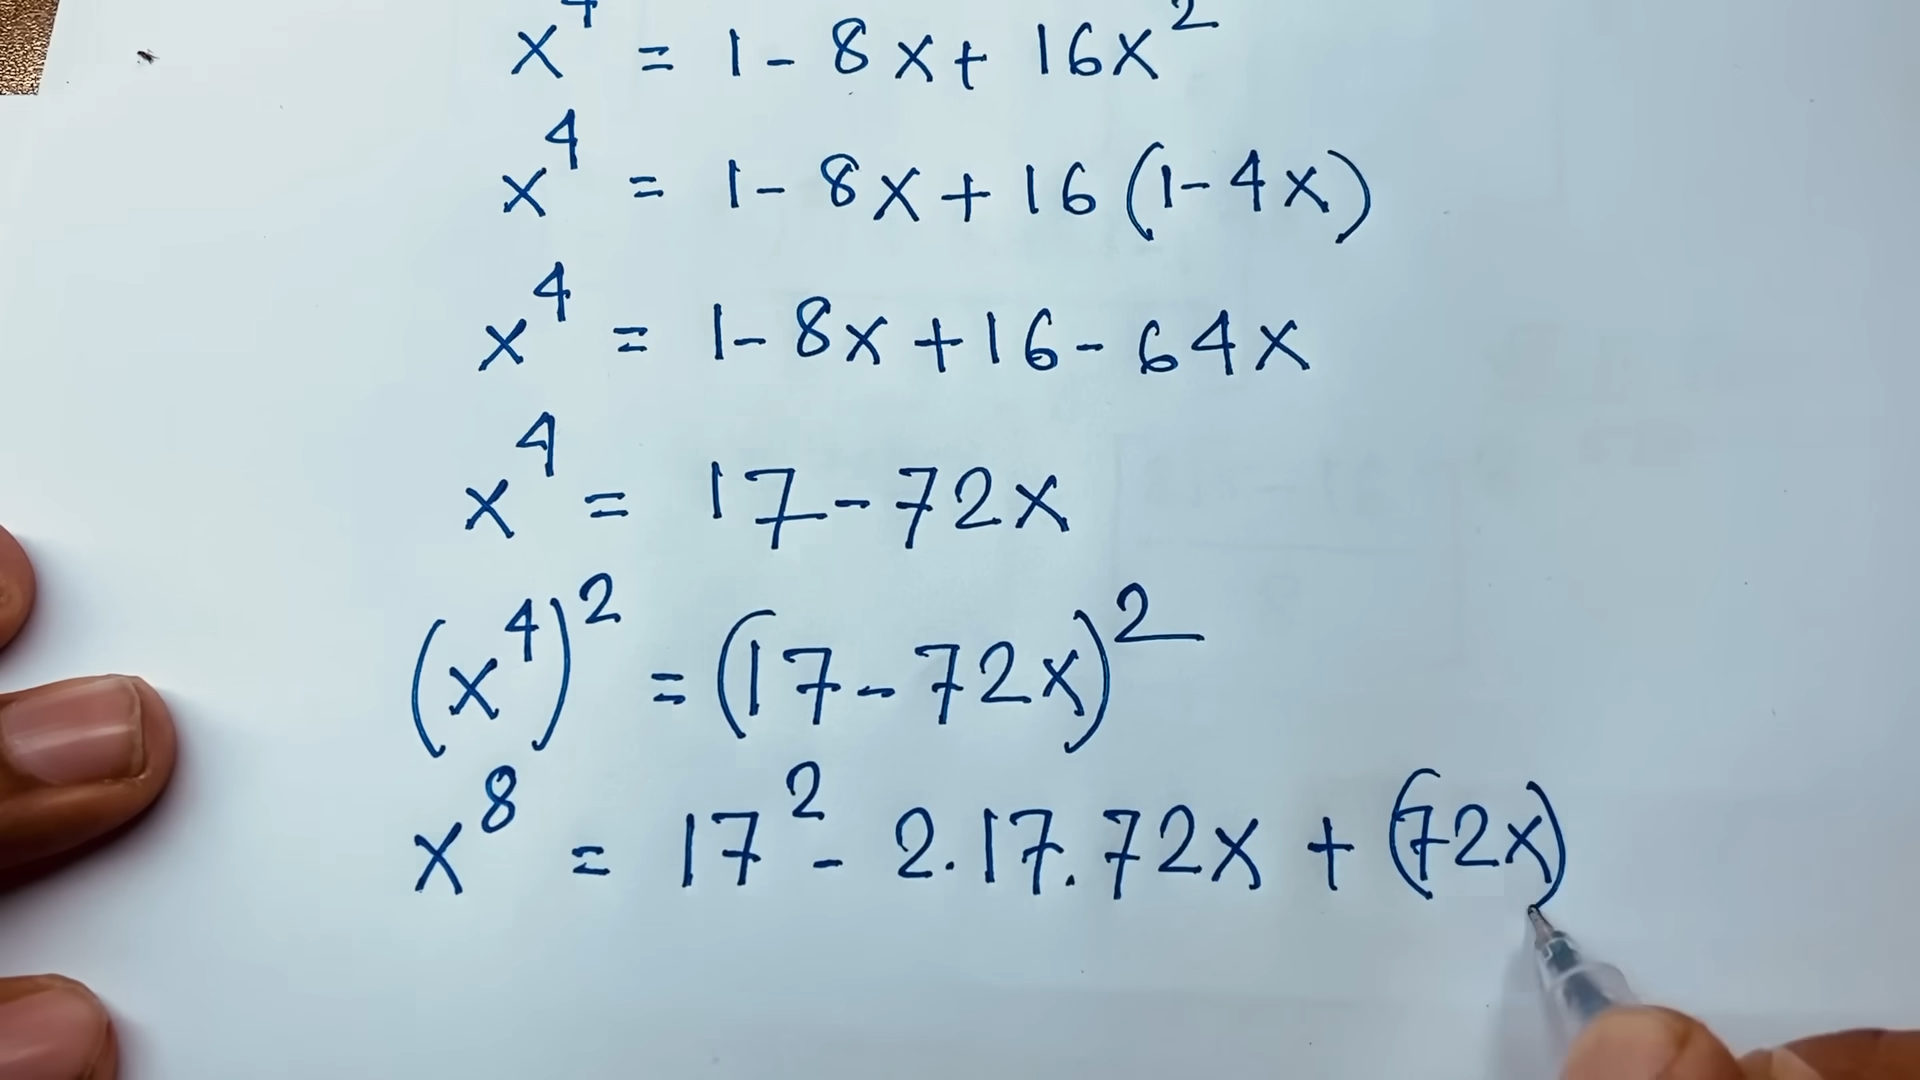 x⁴ = 1 - 8x + 16x²
x⁴ = 1 - 8x + 16(1 - 4x)
x⁴ = 1 - 8x + 16 - 64x
x⁴ = 17 - 72x
(x⁴)² = (17 - 72x)²
x⁸ = 17² - 2.17.72x + (72x)